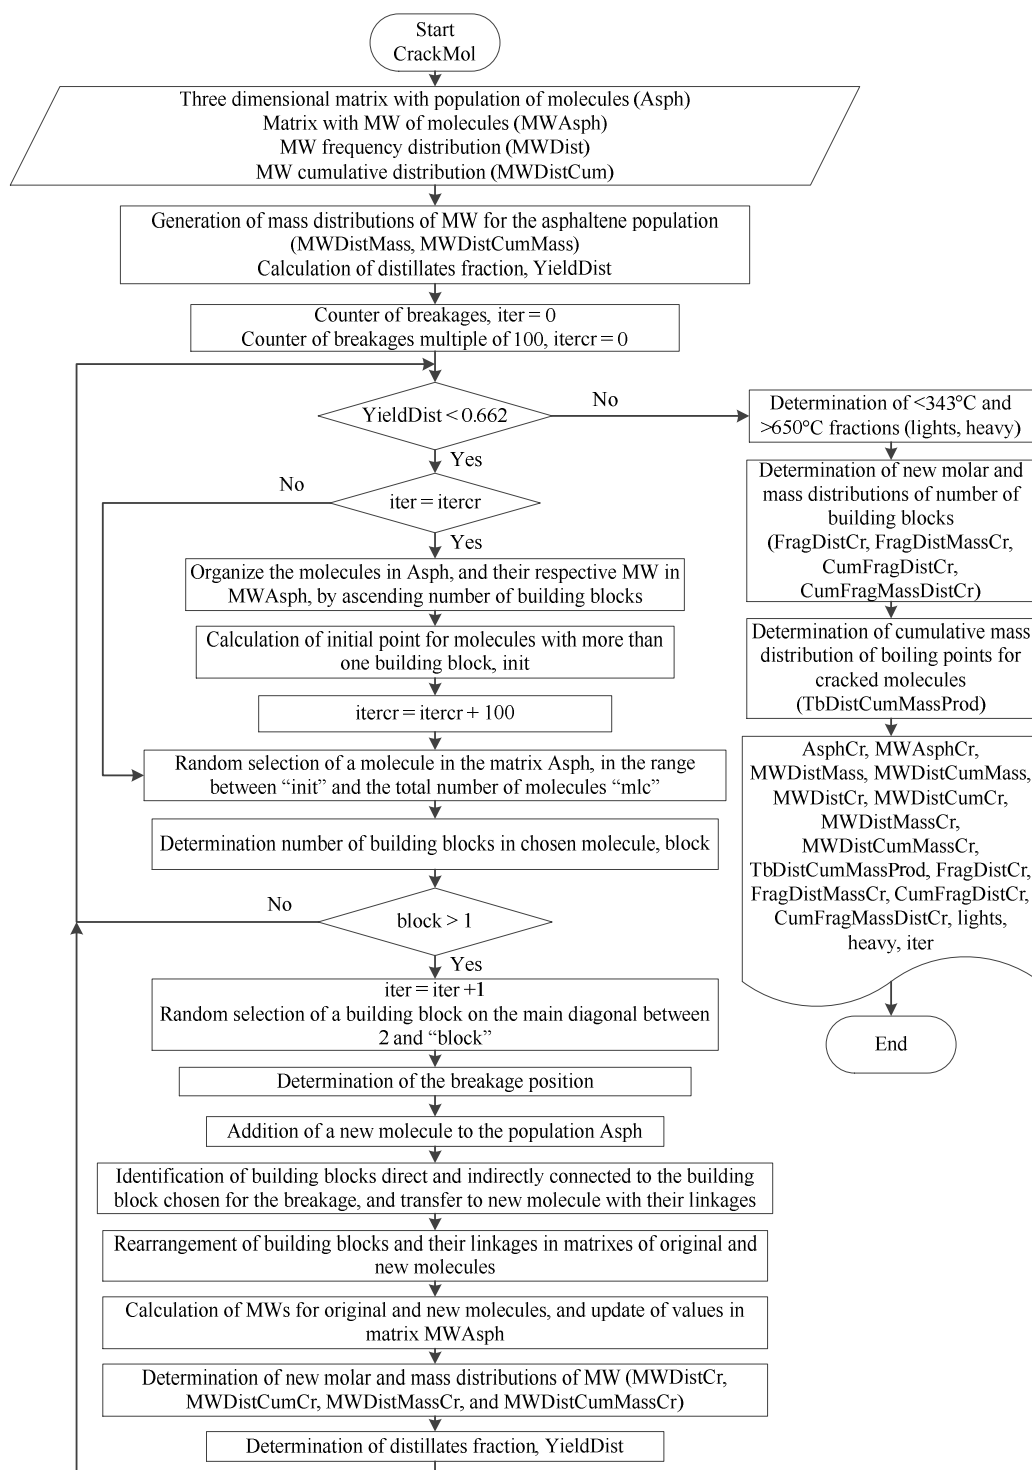 Start
CrackMol
Three dimensional matrix with population of molecules (Asph)
Matrix with MW of molecules (MWAsph)
MW frequency distribution (MWDist)
MW cumulative distribution (MWDistCum)
Generation of mass distributions of MW for the asphaltene population
(MWDistMass, MWDistCumMass)
Calculation of distillates fraction, YieldDist
Counter of breakages, iter = 0
Counter of breakages multiple of 100, itercr = 0
YieldDist < 0.662
No
Yes
iter = itercr
No
Yes
Organize the molecules in Asph, and their respective MW in
MWAsph, by ascending number of building blocks
Calculation of initial point for molecules with more than
one building block, init
itercr = itercr + 100
Random selection of a molecule in the matrix Asph, in the range
between “init” and the total number of molecules “mlc”
Determination number of building blocks in chosen molecule, block
No
block > 1
Yes
iter = iter +1
Random selection of a building block on the main diagonal between
2 and “block”
Determination of the breakage position
Addition of a new molecule to the population Asph
Identification of building blocks direct and indirectly connected to the building
block chosen for the breakage, and transfer to new molecule with their linkages
Rearrangement of building blocks and their linkages in matrixes of original and
new molecules
Calculation of MWs for original and new molecules, and update of values in
matrix MWAsph
Determination of new molar and mass distributions of MW (MWDistCr,
MWDistCumCr, MWDistMassCr, and MWDistCumMassCr)
Determination of distillates fraction, YieldDist
Determination of <343°C and
>650°C fractions (lights, heavy)
Determination of new molar and
mass distributions of number of
building blocks
(FragDistCr, FragDistMassCr,
CumFragDistCr,
CumFragMassDistCr)
Determination of cumulative mass
distribution of boiling points for
cracked molecules
(TbDistCumMassProd)
AsphCr, MWAsphCr,
MWDistMass, MWDistCumMass,
MWDistCr, MWDistCumCr,
MWDistMassCr,
MWDistCumMassCr,
TbDistCumMassProd, FragDistCr,
FragDistMassCr, CumFragDistCr,
CumFragMassDistCr, lights,
heavy, iter
End